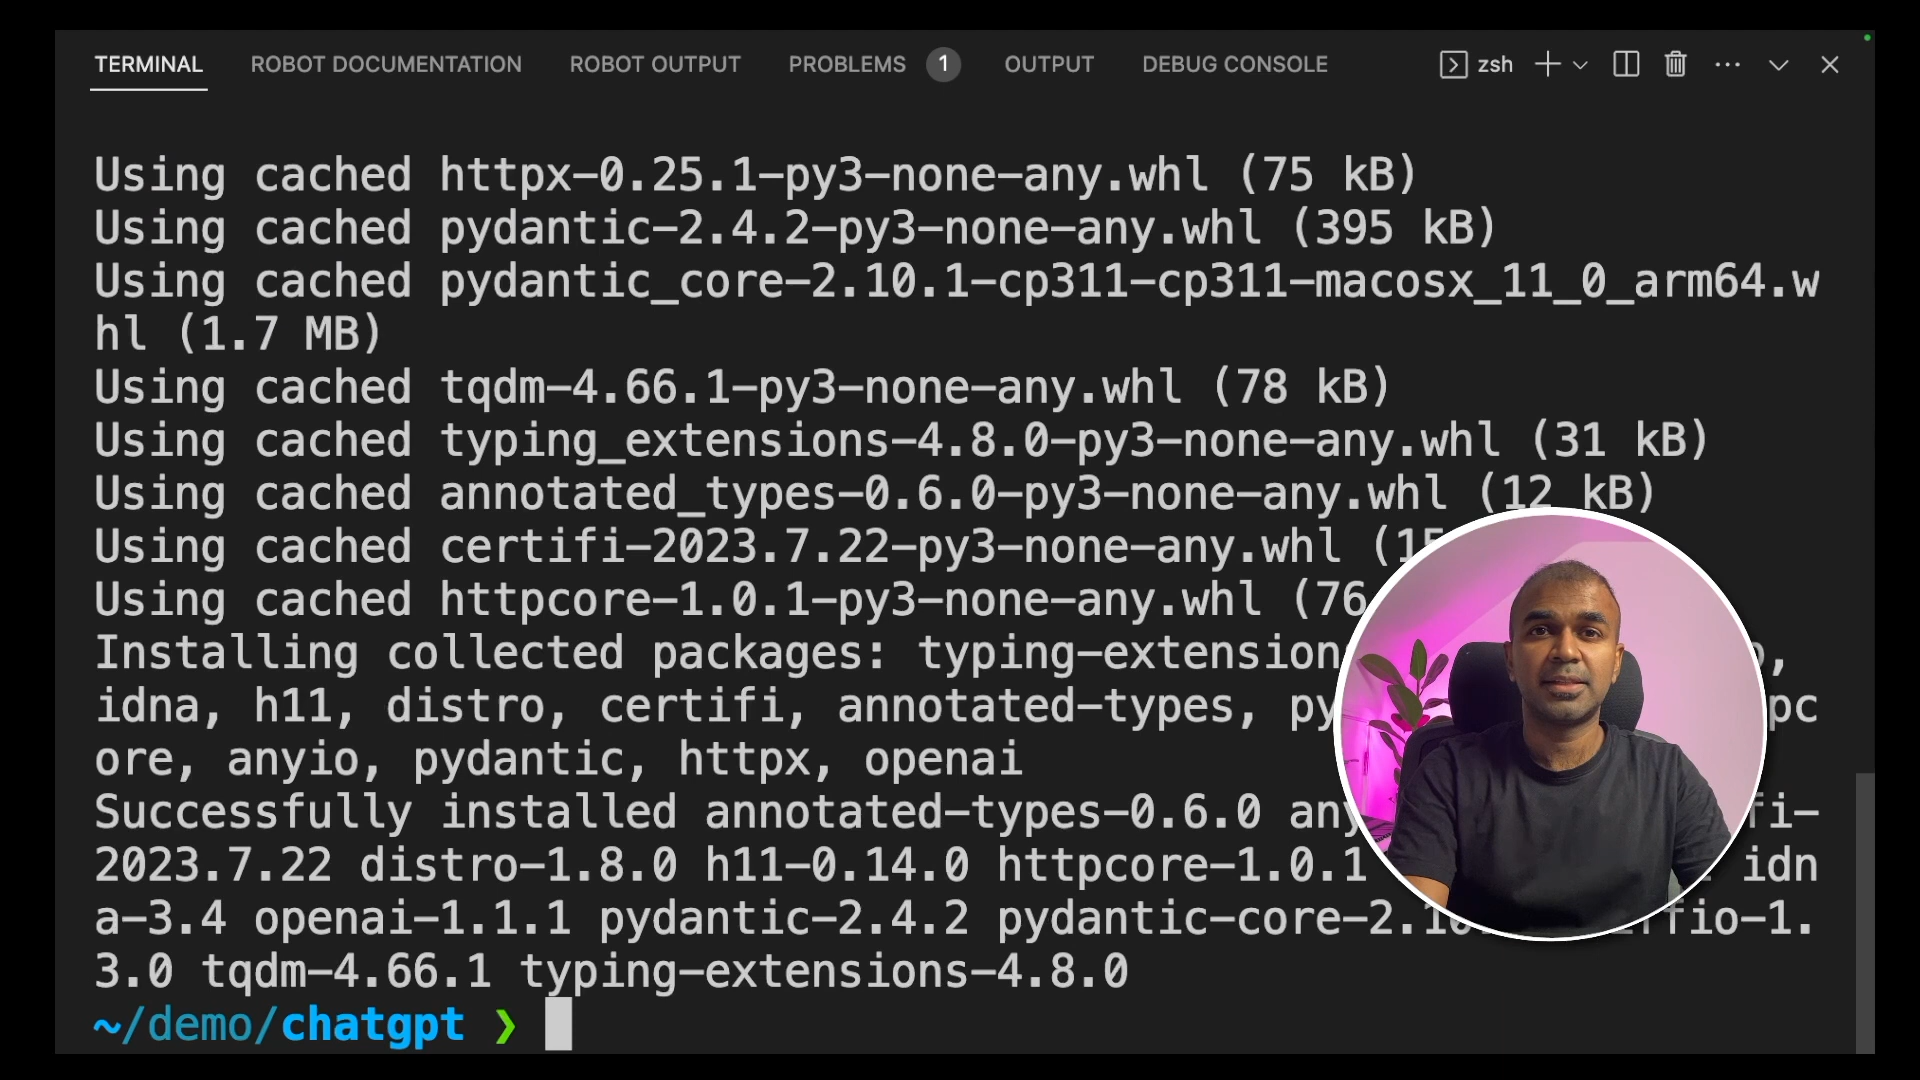 TERMINAL ROBOT DOCUMENTATION ROBOT OUTPUT PROBLEMS 1 OUTPUT DEBUG CONSOLE zsh
Using cached httpx-0.25.1-py3-none-any.whl (75 kB)
Using cached pydantic-2.4.2-py3-none-any.whl (395 kB)
Using cached pydantic_core-2.10.1-cp311-cp311-macosx_11_0_arm64.w
hl (1.7 MB)
Using cached tqdm-4.66.1-py3-none-any.whl (78 kB)
Using cached typing_extensions-4.8.0-py3-none-any.whl (31 kB)
Using cached annotated_types-0.6.0-py3-none-any.whl (12 kB)
Using cached certifi-2023.7.22-py3-none-any.whl
Using cached httpcore-1.0.1-py3-none-any.whl (76
Installing collected packages:
idna, h11, distro, certifi, annotated-types, pc
ore, anyio, pydantic, httpx, openai
Successfully installed annotated-types-0.6.0 fi-
2023.7.22 distro-1.8.0 h11-0.14.0 httpcore-1.0.1 idn
a-3.4 openai-1.1.1 pydantic-2.4.2 ffio-1.
3.0 tqdm-4.66.1 typing-extensions-4.8.0
~/demo/chatgpt ❯